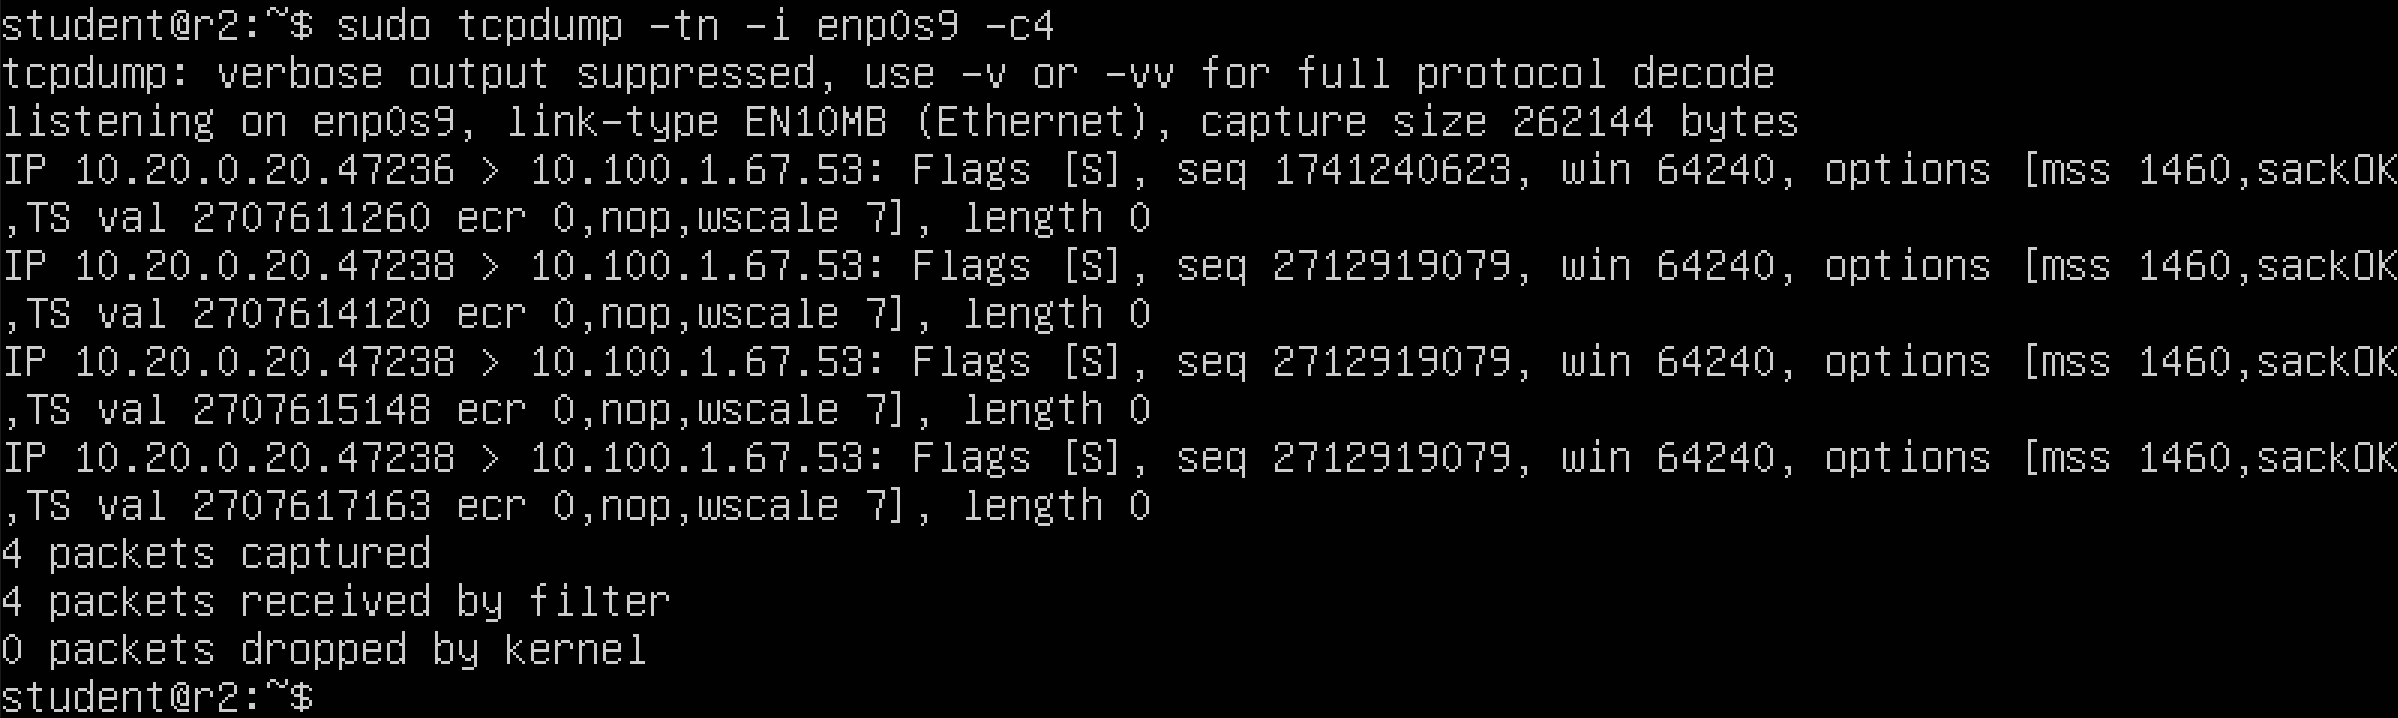 student@r2:~$ sudo tcpdump -tn -i enp0s9 -c4
tcpdump: verbose output suppressed, use -v or -vv for full protocol decode
listening on enp0s9, link-type EN10MB (Ethernet), capture size 262144 bytes
IP 10.20.0.20.47236 > 10.100.1.67.53: Flags [S], seq 1741240623, win 64240, options [mss 1460,sackOK
,TS val 2707611260 ecr 0,nop,wscale 7], length 0
IP 10.20.0.20.47238 > 10.100.1.67.53: Flags [S], seq 2712919079, win 64240, options [mss 1460,sackOK
,TS val 2707614120 ecr 0,nop,wscale 7], length 0
IP 10.20.0.20.47238 > 10.100.1.67.53: Flags [S], seq 2712919079, win 64240, options [mss 1460,sackOK
,TS val 2707615148 ecr 0,nop,wscale 7], length 0
IP 10.20.0.20.47238 > 10.100.1.67.53: Flags [S], seq 2712919079, win 64240, options [mss 1460,sackOK
,TS val 2707617163 ecr 0,nop,wscale 7], length 0
4 packets captured
4 packets received by filter
0 packets dropped by kernel
student@r2:~$